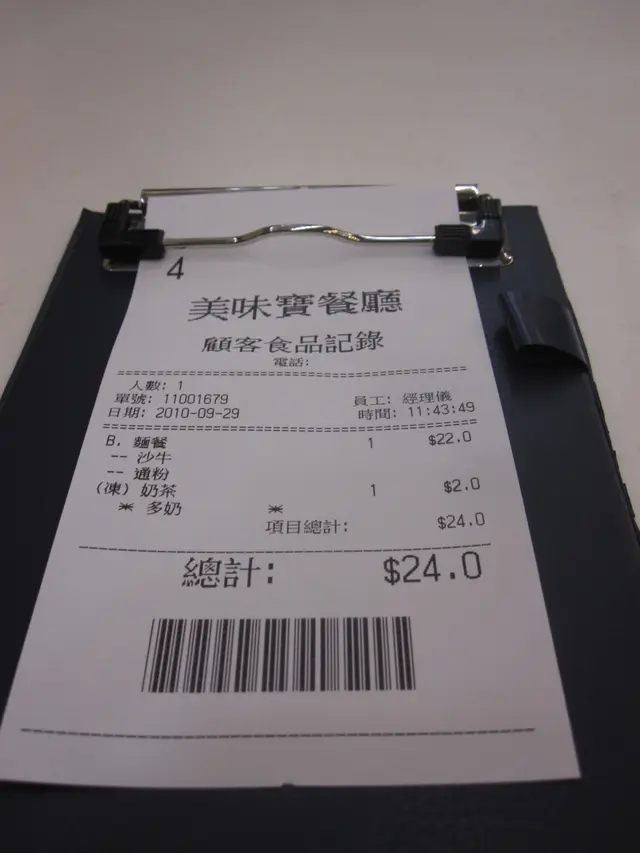 4
美味寶餐廳
顧客食品記錄
電話:
人數: 1
單號: 11001679 員工: 經理儀
日期: 2010-09-29 時間: 11:43:49
B. 麵餐 1 $22.0
-- 沙牛
-- 通粉
(凍) 奶茶 1 $2.0
* 多奶 *
項目總計: $24.0
總計: $24.0